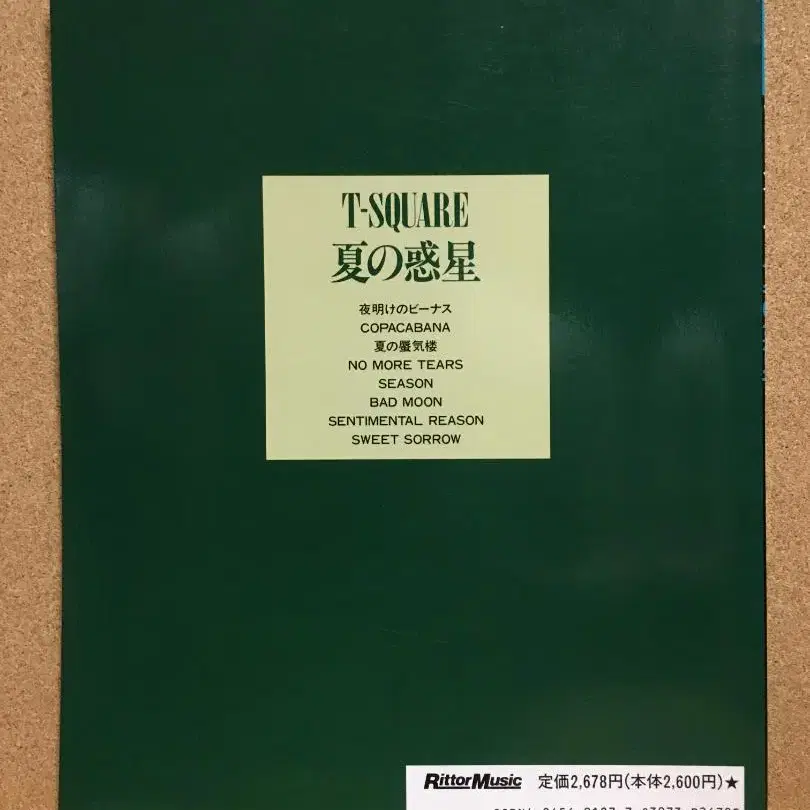 T-SQUARE
夏の惑星
夜明けのビーナス
COPACABANA
夏の蜃気楼
NO MORE TEARS
SEASON
BAD MOON
SENTIMENTAL REASON
SWEET SORROW
RittorMusic 定価2,678円(本体2,600円)★